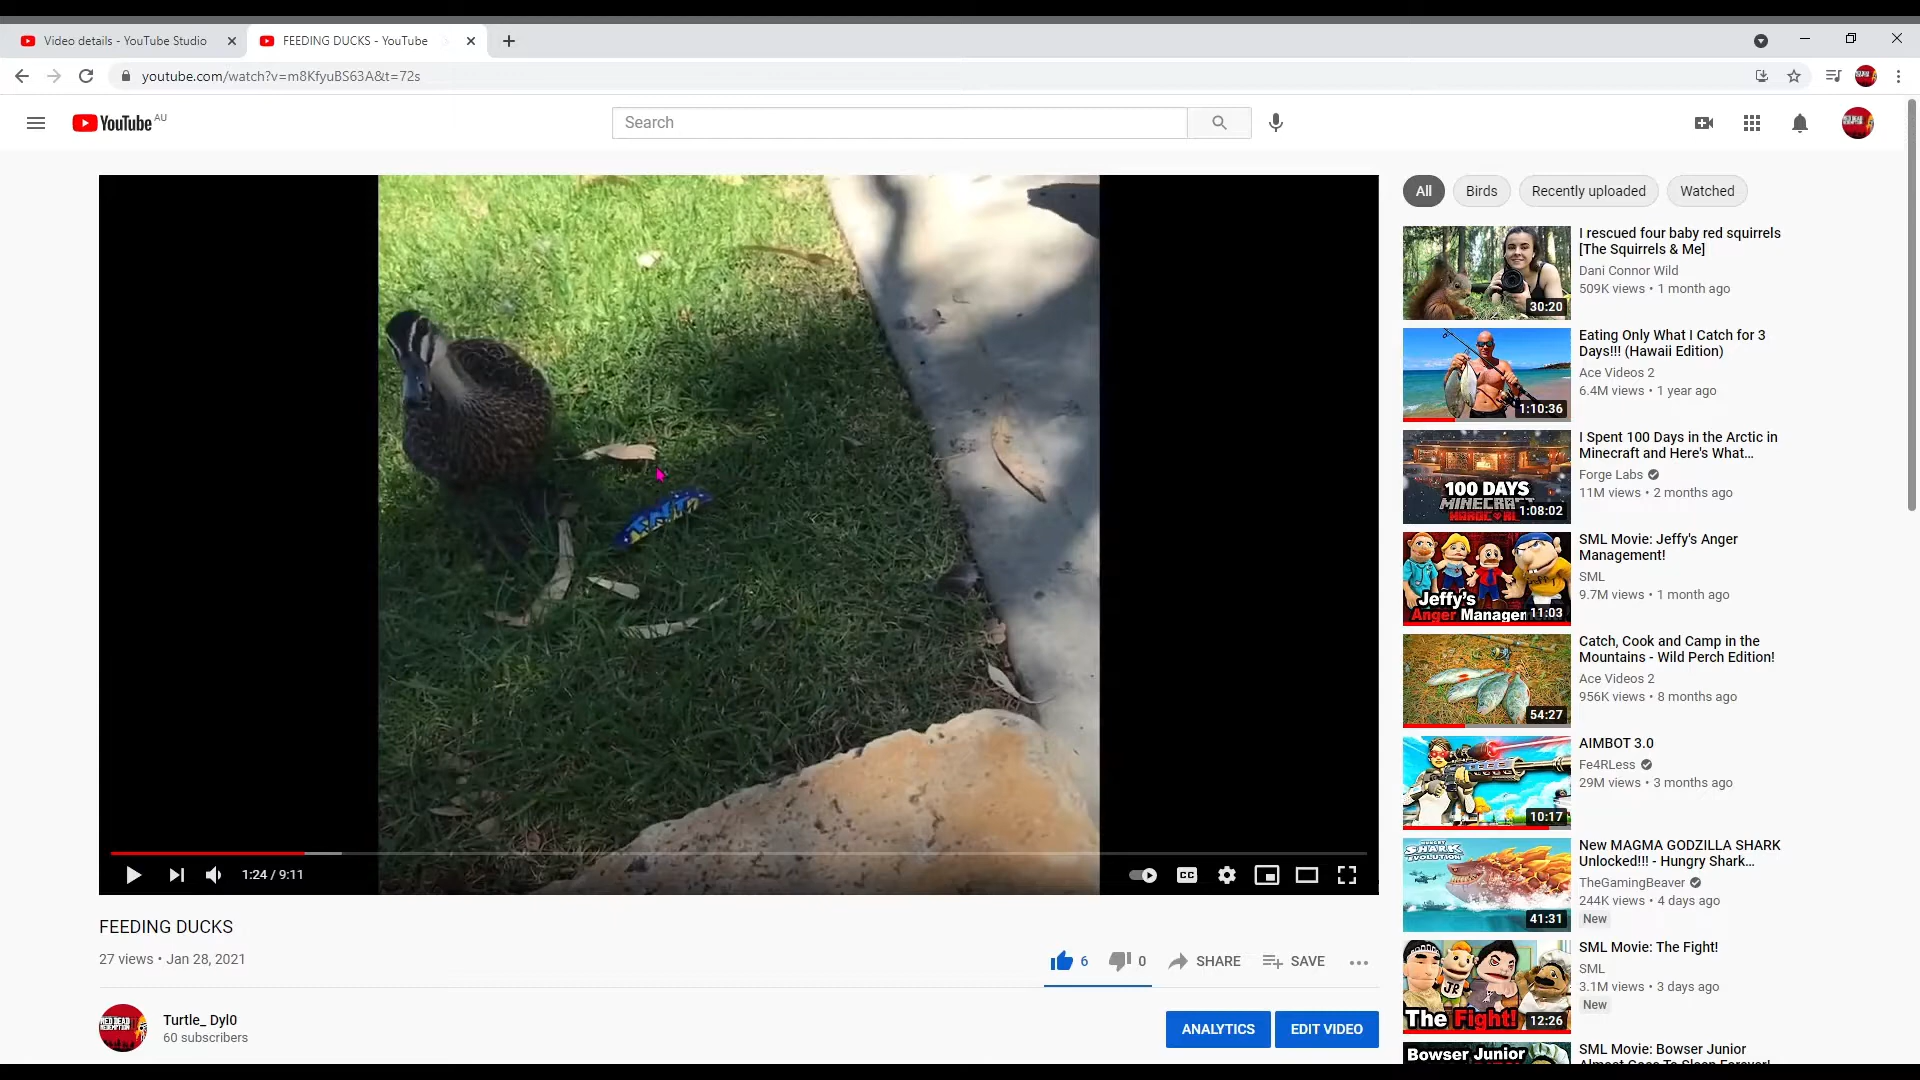 Video details - YouTube Studio
FEEDING DUCKS - YouTube
youtube.com/watch?v=m8KfyuBS63A&t=72s
YouTube AU
Search
All
Birds
Recently uploaded
Watched
I rescued four baby red squirrels
[The Squirrels & Me]
Dani Connor Wild
509K views • 1 month ago
30:20
Eating Only What I Catch for 3
Days!!! (Hawaii Edition)
Ace Videos 2
6.4M views • 1 year ago
1:10:36
I Spent 100 Days in the Arctic in
Minecraft and Here's What...
Forge Labs
11M views • 2 months ago
100 DAYS
MINECRAFT
1:08:02
SML Movie: Jeffy's Anger
Management!
SML
9.7M views • 1 month ago
Jeffy's
Anger Managem
11:03
Catch, Cook and Camp in the
Mountains - Wild Perch Edition!
Ace Videos 2
956K views • 8 months ago
54:27
AIMBOT 3.0
Fe4RLess
29M views • 3 months ago
10:17
New MAGMA GODZILLA SHARK
Unlocked!!! - Hungry Shark...
TheGamingBeaver
244K views • 4 days ago
New
SHARK
EVOLUTION
41:31
SML Movie: The Fight!
SML
3.1M views • 3 days ago
New
JR
The Fight!
12:26
SML Movie: Bowser Junior
Bowser Junior
1:24 / 9:11
CC
FEEDING DUCKS
27 views • Jan 28, 2021
6
0
SHARE
SAVE
Turtle_ Dyl0
60 subscribers
ANALYTICS
EDIT VIDEO